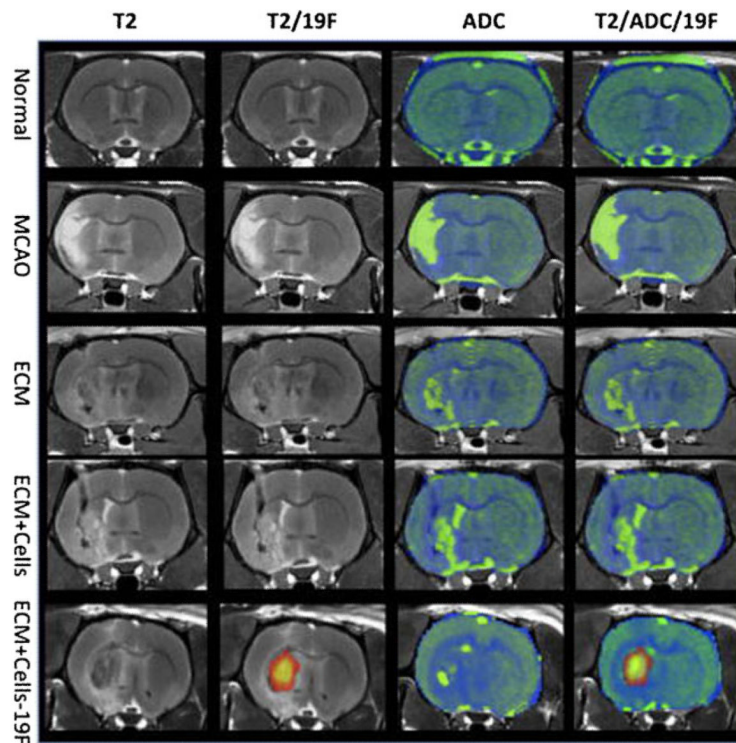 T2 T2/19F ADC T2/ADC/19F
Normal
MCAO
ECM
ECM+Cells
ECM+Cells-19F